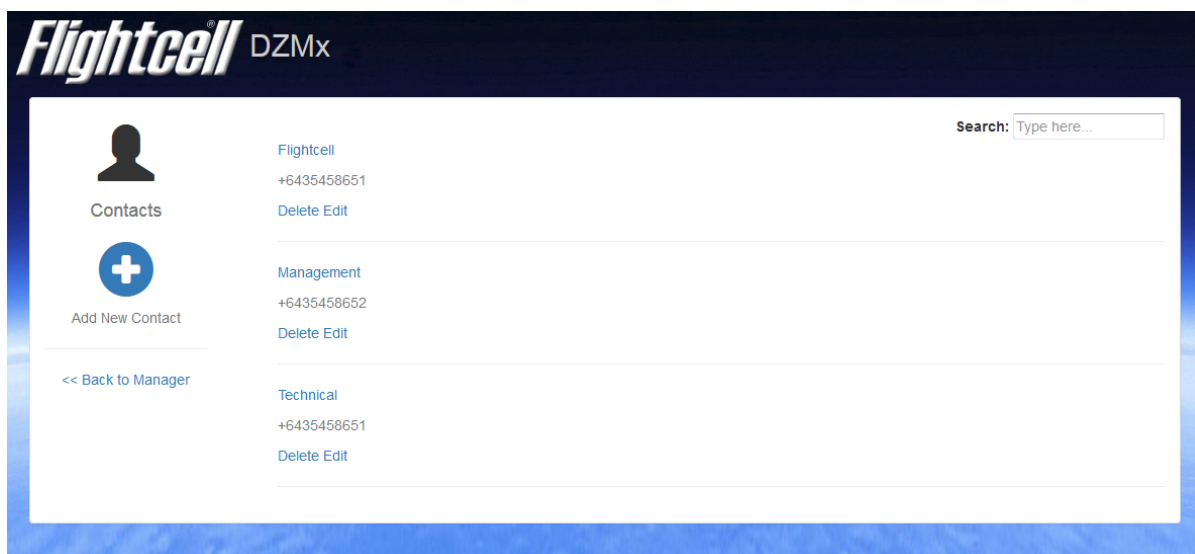 Flightcell® DZMx
Search: Type here...
Contacts
Add New Contact
<< Back to Manager
Flightcell
+6435458651
Delete Edit
Management
+6435458652
Delete Edit
Technical
+6435458651
Delete Edit